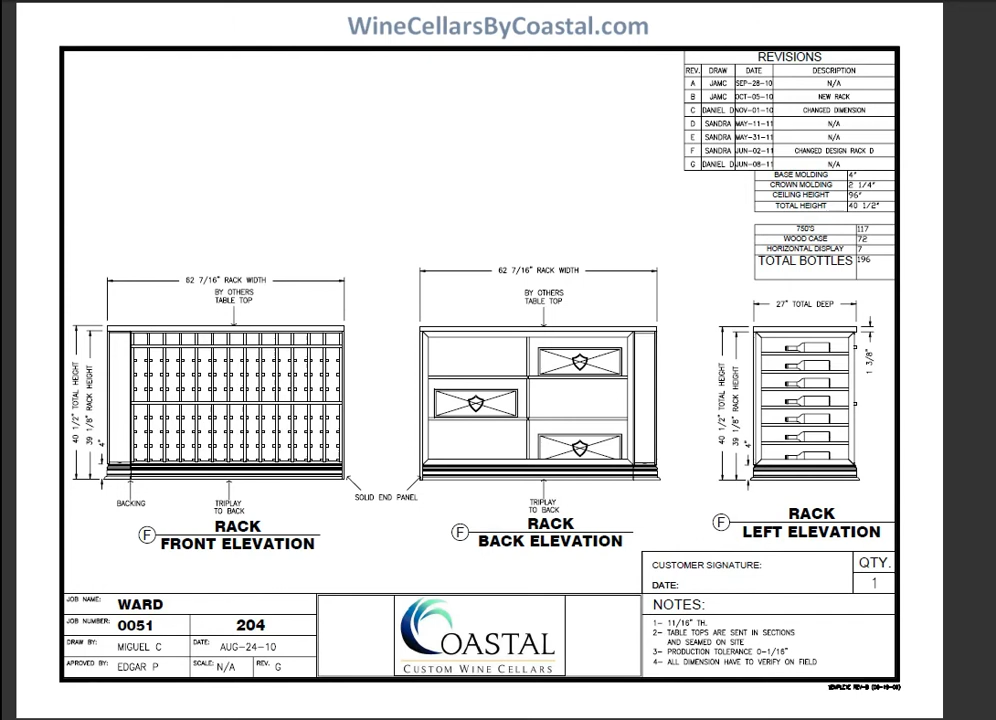 WineCellarsByCoastal.com
REVISIONS
REV. DRAW DATE DESCRIPTION
A JAMC SEP-28-10 N/A
B JAMC OCT-05-10 NEW RACK
C DANIEL D NOV-01-10 CHANGED DIMENSION
D SANDRA MAY-11-11 N/A
E SANDRA MAY-31-11 N/A
F SANDRA JUN-02-11 CHANGED DESIGN RACK D
G DANIEL D JUN-08-11 N/A
BASE MOLDING 4"
CROWN MOLDING 2 1/4"
CEILING HEIGHT 96"
TOTAL HEIGHT 40 1/2"
750'S 117
WOOD CASE 72
HORIZONTAL DISPLAY 7
TOTAL BOTTLES 196
62 7/16" RACK WIDTH
BY OTHERS
TABLE TOP
40 1/2" TOTAL HEIGHT
39 1/8" RACK HEIGHT
4"
BACKING
TRIPLAY
TO BACK
SOLID END PANEL
F
RACK
FRONT ELEVATION
62 7/16" RACK WIDTH
BY OTHERS
TABLE TOP
TRIPLAY
TO BACK
F
RACK
BACK ELEVATION
27" TOTAL DEEP
40 1/2" TOTAL HEIGHT
39 1/8" RACK HEIGHT
4"
1 3/8"
F
RACK
LEFT ELEVATION
CUSTOMER SIGNATURE:
DATE:
QTY.
1
JOB NAME: WARD
JOB NUMBER: 0051 204
DRAW BY: MIGUEL C DATE: AUG-24-10
APROVED BY: EDGAR P SCALE: N/A REV. G
COASTAL
CUSTOM WINE CELLARS
NOTES:
1- 11/16" TH.
2- TABLE TOPS ARE SENT IN SECTIONS
AND SEAMED ON SITE
3- PRODUCTION TOLERANCE 0-1/16"
4- ALL DIMENSION HAVE TO VERIFY ON FIELD